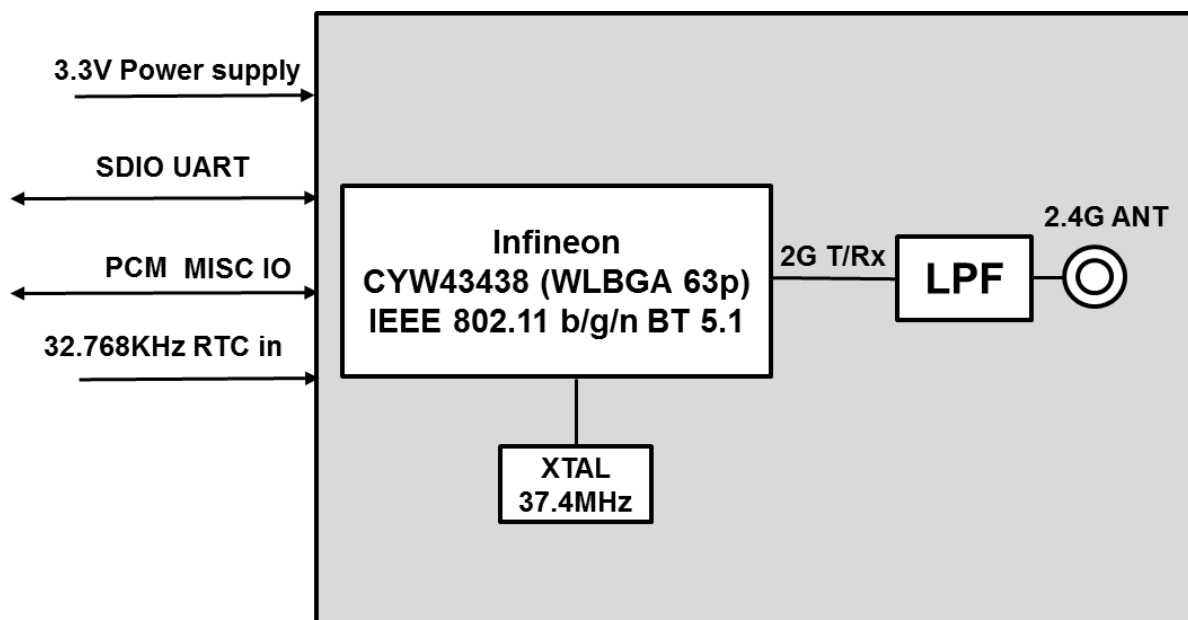 3.3V Power supply
SDIO UART
PCM MISC IO
32.768KHz RTC in
Infineon
CYW43438 (WLBGA 63p)
IEEE 802.11 b/g/n BT 5.1
XTAL
37.4MHz
2G T/Rx
LPF
2.4G ANT